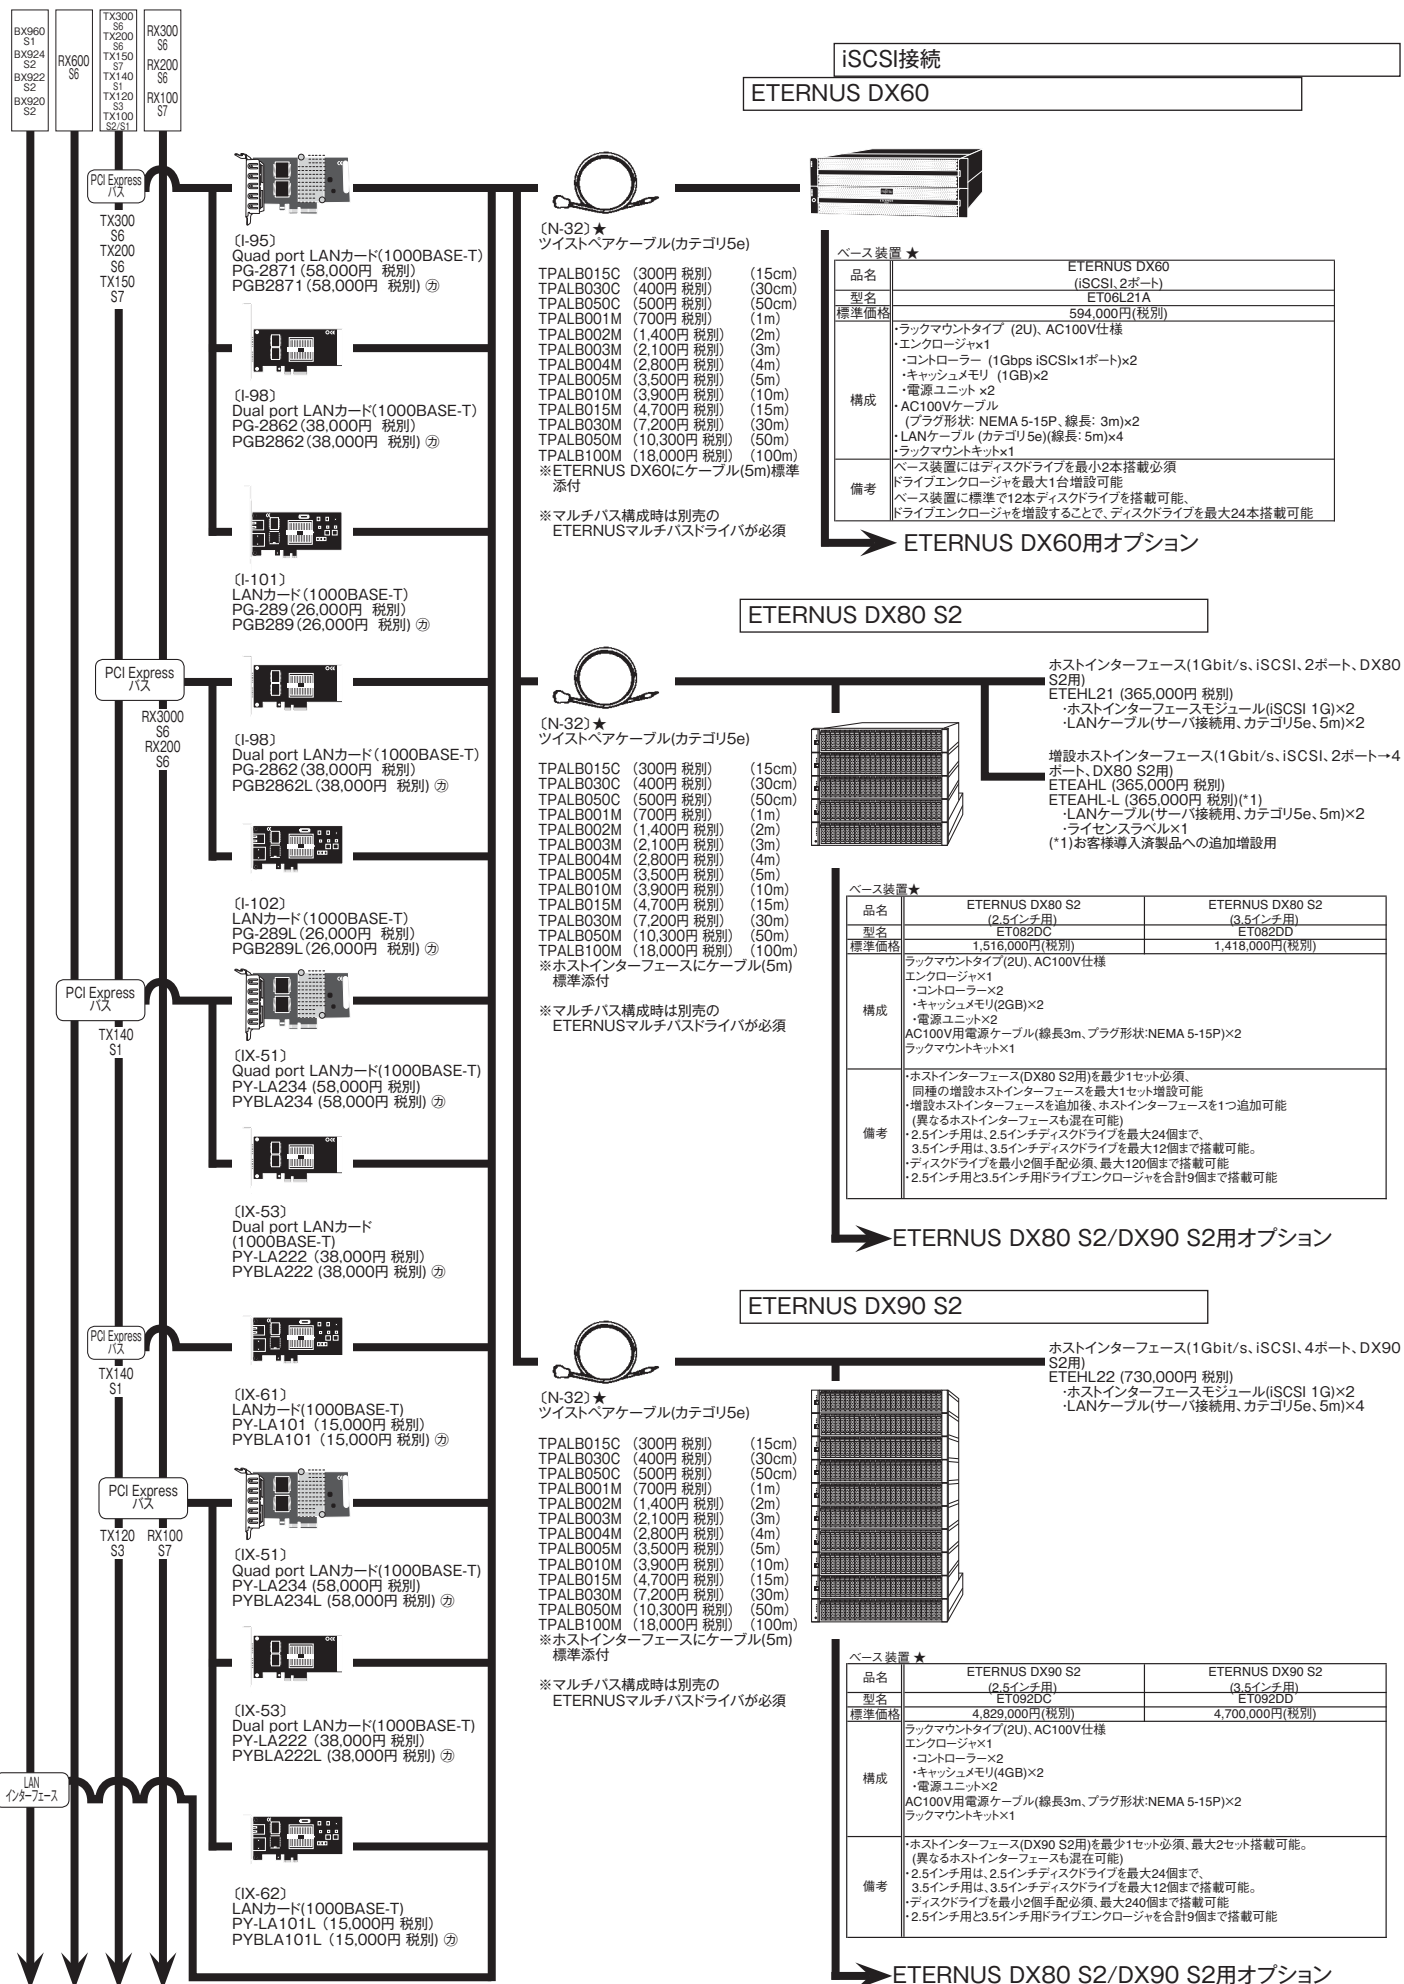 BX960
S1
BX924
S2
BX922
S2
BX920
S2
RX600
S6
TX300
S6
TX200
S6
TX150
S7
TX140
S1
TX120
S3
TX100
S2/S1
RX300
S6
RX200
S6
RX100
S7
iSCSI接続
ETERNUS DX60
PCI Express
バス
TX300
S6
TX200
S6
TX150
S7
〔I-95〕
Quad port LANカード(1000BASE-T)
PG-2871(58,000円 税別)
PGB2871(58,000円 税別) ㋕
〔I-98〕
Dual port LANカード(1000BASE-T)
PG-2862(38,000円 税別)
PGB2862(38,000円 税別) ㋕
〔I-101〕
LANカード(1000BASE-T)
PG-289(26,000円 税別)
PGB289(26,000円 税別) ㋕
PCI Express
バス
RX3000
S6
RX200
S6
〔I-98〕
Dual port LANカード(1000BASE-T)
PG-2862(38,000円 税別)
PGB2862L(38,000円 税別) ㋕
〔I-102〕
LANカード(1000BASE-T)
PG-289L(26,000円 税別)
PGB289L(26,000円 税別) ㋕
PCI Express
バス
TX140
S1
〔IX-51〕
Quad port LANカード(1000BASE-T)
PY-LA234 (58,000円 税別)
PYBLA234 (58,000円 税別) ㋕
〔IX-53〕
Dual port LANカード
(1000BASE-T)
PY-LA222 (38,000円 税別)
PYBLA222 (38,000円 税別) ㋕
PCI Express
バス
TX140
S1
〔IX-61〕
LANカード(1000BASE-T)
PY-LA101 (15,000円 税別)
PYBLA101 (15,000円 税別) ㋕
PCI Express
バス
TX120
S3
RX100
S7
〔IX-51〕
Quad port LANカード(1000BASE-T)
PY-LA234 (58,000円 税別)
PYBLA234L (58,000円 税別) ㋕
〔IX-53〕
Dual port LANカード(1000BASE-T)
PY-LA222 (38,000円 税別)
PYBLA222L (38,000円 税別) ㋕
LAN
インターフェース
〔IX-62〕
LANカード(1000BASE-T)
PY-LA101L (15,000円 税別)
PYBLA101L (15,000円 税別) ㋕
〔N-32〕★
ツイストペアケーブル(カテゴリ5e)
TPALB015C (300円 税別) (15cm)
TPALB030C (400円 税別) (30cm)
TPALB050C (500円 税別) (50cm)
TPALB001M (700円 税別) (1m)
TPALB002M (1,400円 税別) (2m)
TPALB003M (2,100円 税別) (3m)
TPALB004M (2,800円 税別) (4m)
TPALB005M (3,500円 税別) (5m)
TPALB010M (3,900円 税別) (10m)
TPALB015M (4,700円 税別) (15m)
TPALB030M (7,200円 税別) (30m)
TPALB050M (10,300円 税別) (50m)
TPALB100M (18,000円 税別) (100m)
※ETERNUS DX60にケーブル(5m)標準
添付
※マルチパス構成時は別売の
ETERNUSマルチパスドライバが必須
ベース装置 ★
品名 ETERNUS DX60
(iSCSI、2ポート)
型名 ET06L21A
標準価格 594,000円(税別)
構成
・ラックマウントタイプ (2U)、AC100V仕様
・エンクロージャ×1
・コントローラー (1Gbps iSCSI×1ポート)×2
・キャッシュメモリ (1GB)×2
・電源ユニット ×2
・AC100Vケーブル
(プラグ形状: NEMA 5-15P、線長: 3m)×2
・LANケーブル (カテゴリ5e)(線長: 5m)×4
・ラックマウントキット×1
備考
ベース装置にはディスクドライブを最小2本搭載必須
ドライブエンクロージャを最大1台増設可能
ベース装置に標準で12本ディスクドライブを搭載可能、
ドライブエンクロージャを増設することで、ディスクドライブを最大24本搭載可能
ETERNUS DX60用オプション
ETERNUS DX80 S2
〔N-32〕★
ツイストペアケーブル(カテゴリ5e)
TPALB015C (300円 税別) (15cm)
TPALB030C (400円 税別) (30cm)
TPALB050C (500円 税別) (50cm)
TPALB001M (700円 税別) (1m)
TPALB002M (1,400円 税別) (2m)
TPALB003M (2,100円 税別) (3m)
TPALB004M (2,800円 税別) (4m)
TPALB005M (3,500円 税別) (5m)
TPALB010M (3,900円 税別) (10m)
TPALB015M (4,700円 税別) (15m)
TPALB030M (7,200円 税別) (30m)
TPALB050M (10,300円 税別) (50m)
TPALB100M (18,000円 税別) (100m)
※ホストインターフェースにケーブル(5m)
標準添付
※マルチパス構成時は別売の
ETERNUSマルチパスドライバが必須
ホストインターフェース(1Gbit/s、iSCSI、2ポート、DX80
S2用)
ETEHL21 (365,000円 税別)
・ホストインターフェースモジュール(iSCSI 1G)×2
・LANケーブル(サーバ接続用、カテゴリ5e、5m)×2
増設ホストインターフェース(1Gbit/s、iSCSI、2ポート→4
ポート、DX80 S2用)
ETEAHL (365,000円 税別)
ETEAHL-L (365,000円 税別)(*1)
・LANケーブル(サーバ接続用、カテゴリ5e、5m)×2
・ライセンスラベル×1
(*1)お客様導入済製品への追加増設用
ベース装置★
品名 ETERNUS DX80 S2 ETERNUS DX80 S2
(2.5インチ用) (3.5インチ用)
型名 ET082DC ET082DD
標準価格 1,516,000円(税別) 1,418,000円(税別)
構成
ラックマウントタイプ(2U)、AC100V仕様
エンクロージャ×1
・コントローラー×2
・キャッシュメモリ(2GB)×2
・電源ユニット×2
AC100V用電源ケーブル(線長3m、プラグ形状:NEMA 5-15P)×2
ラックマウントキット×1
備考
・ホストインターフェース(DX80 S2用)を最少1セット必須、
同種の増設ホストインターフェースを最大1セット増設可能
・増設ホストインターフェースを追加後、ホストインターフェースを1つ追加可能
(異なるホストインターフェースも混在可能)
・2.5インチ用は、2.5インチディスクドライブを最大24個まで、
3.5インチ用は、3.5インチディスクドライブを最大12個まで搭載可能。
・ディスクドライブを最小2個手配必須、最大120個まで搭載可能
・2.5インチ用と3.5インチ用ドライブエンクロージャを合計9個まで搭載可能
ETERNUS DX80 S2/DX90 S2用オプション
ETERNUS DX90 S2
〔N-32〕★
ツイストペアケーブル(カテゴリ5e)
TPALB015C (300円 税別) (15cm)
TPALB030C (400円 税別) (30cm)
TPALB050C (500円 税別) (50cm)
TPALB001M (700円 税別) (1m)
TPALB002M (1,400円 税別) (2m)
TPALB003M (2,100円 税別) (3m)
TPALB004M (2,800円 税別) (4m)
TPALB005M (3,500円 税別) (5m)
TPALB010M (3,900円 税別) (10m)
TPALB015M (4,700円 税別) (15m)
TPALB030M (7,200円 税別) (30m)
TPALB050M (10,300円 税別) (50m)
TPALB100M (18,000円 税別) (100m)
※ホストインターフェースにケーブル(5m)
標準添付
※マルチパス構成時は別売の
ETERNUSマルチパスドライバが必須
ホストインターフェース(1Gbit/s、iSCSI、4ポート、DX90
S2用)
ETEHL22 (730,000円 税別)
・ホストインターフェースモジュール(iSCSI 1G)×2
・LANケーブル(サーバ接続用、カテゴリ5e、5m)×4
ベース装置 ★
品名 ETERNUS DX90 S2 ETERNUS DX90 S2
(2.5インチ用) (3.5インチ用)
型名 ET092DC ET092DD
標準価格 4,829,000円(税別) 4,700,000円(税別)
構成
ラックマウントタイプ(2U)、AC100V仕様
エンクロージャ×1
・コントローラー×2
・キャッシュメモリ(4GB)×2
・電源ユニット×2
AC100V用電源ケーブル(線長3m、プラグ形状:NEMA 5-15P)×2
ラックマウントキット×1
備考
・ホストインターフェース(DX90 S2用)を最少1セット必須、最大2セット搭載可能。
(異なるホストインターフェースも混在可能)
・2.5インチ用は、2.5インチディスクドライブを最大24個まで、
3.5インチ用は、3.5インチディスクドライブを最大12個まで搭載可能。
・ディスクドライブを最小2個手配必須、最大240個まで搭載可能
・2.5インチ用と3.5インチ用ドライブエンクロージャを合計9個まで搭載可能
ETERNUS DX80 S2/DX90 S2用オプション